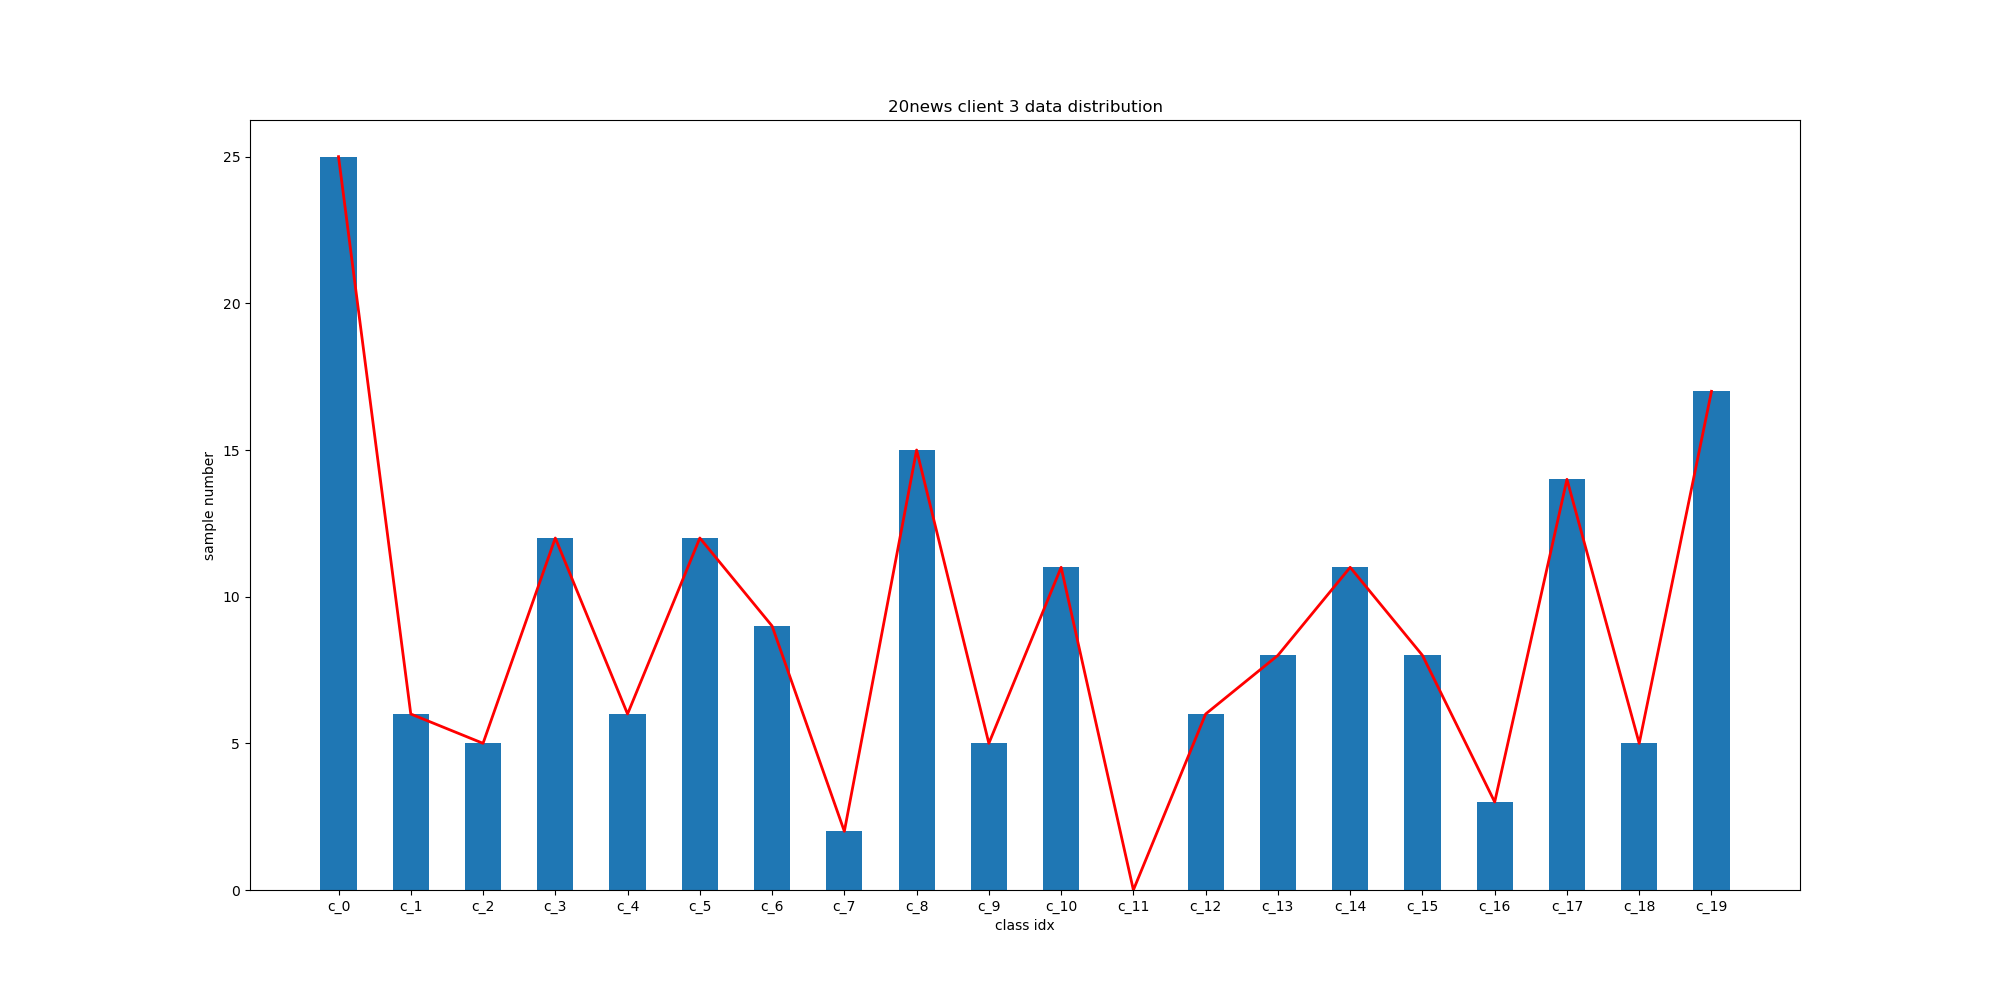 20news client 3 data distribution
sample number
25
20
15
10
5
0
c_0 c_1 c_2 c_3 c_4 c_5 c_6 c_7 c_8 c_9 c_10 c_11 c_12 c_13 c_14 c_15 c_16 c_17 c_18 c_19
class idx